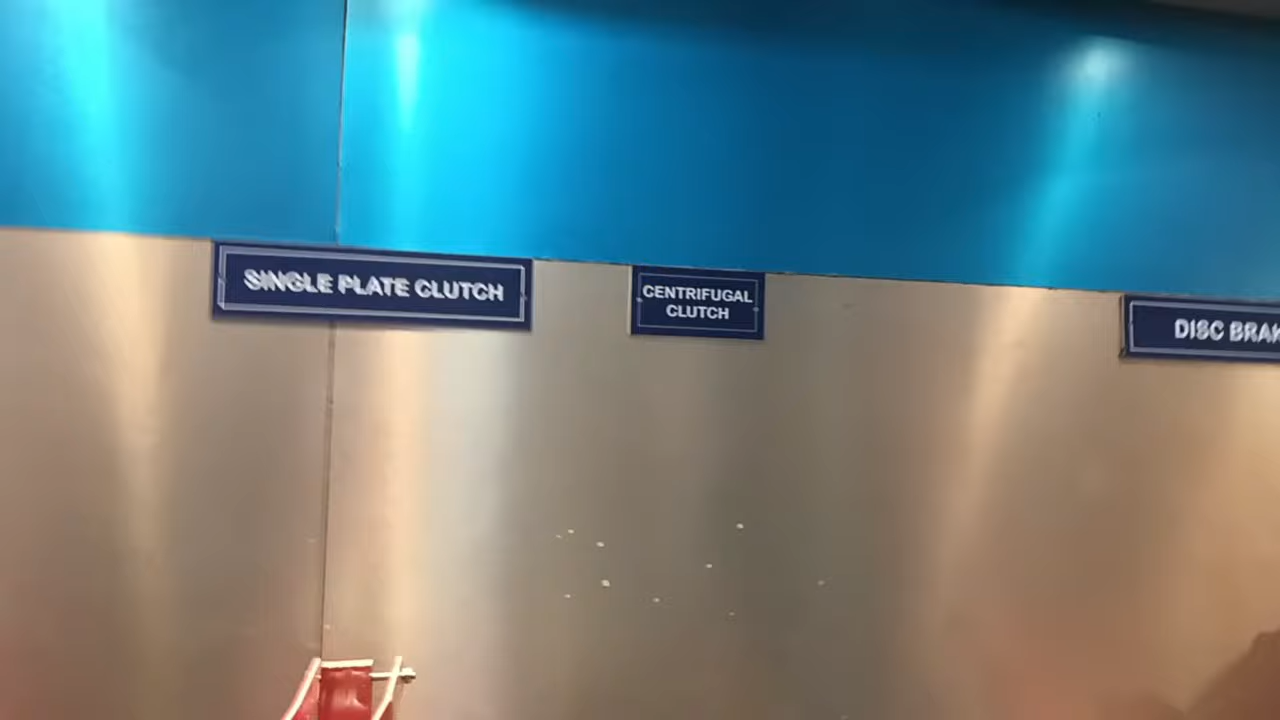 SINGLE PLATE CLUTCH
CENTRIFUGAL
CLUTCH
DISC